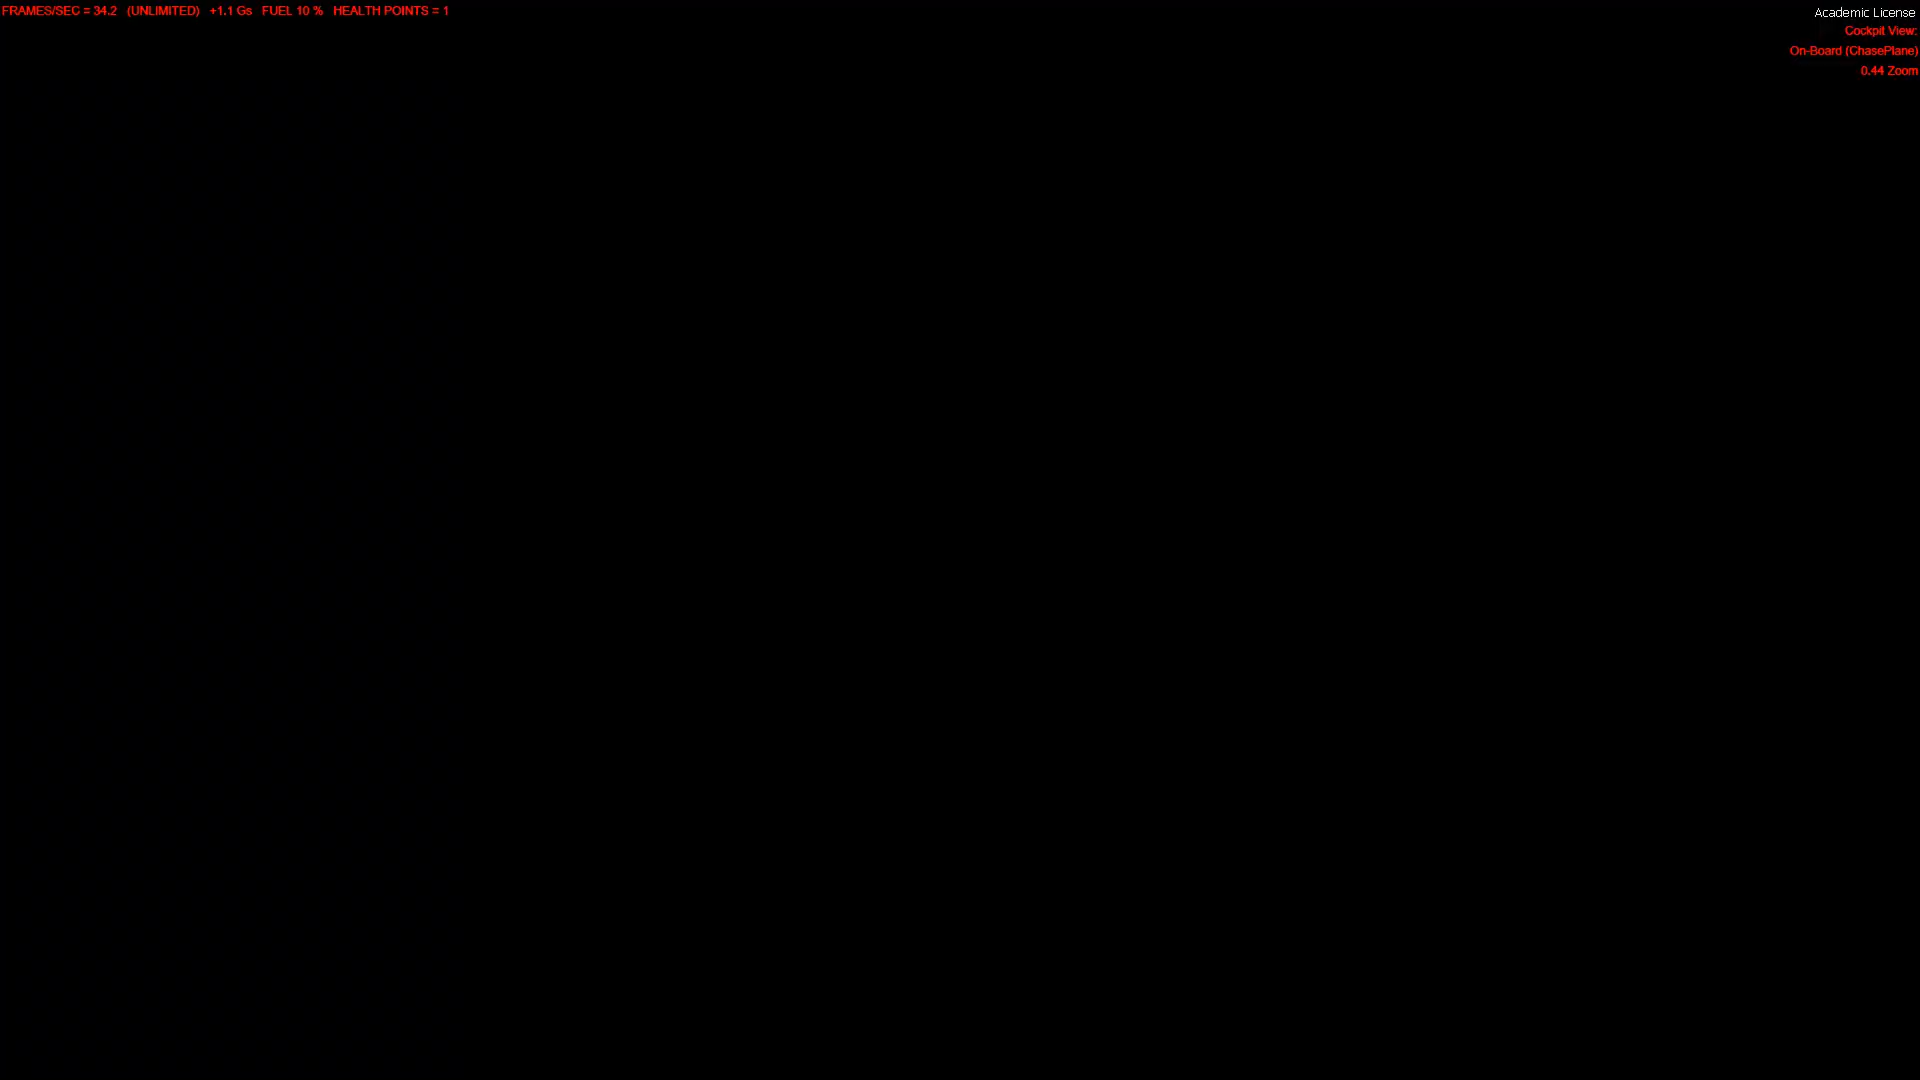 FRAMES/SEC = 34.2 (UNLIMITED) +1.1 Gs FUEL 10 % HEALTH POINTS = 1
Academic License
Cockpit View:
On-Board (ChasePlane)
0.44 Zoom